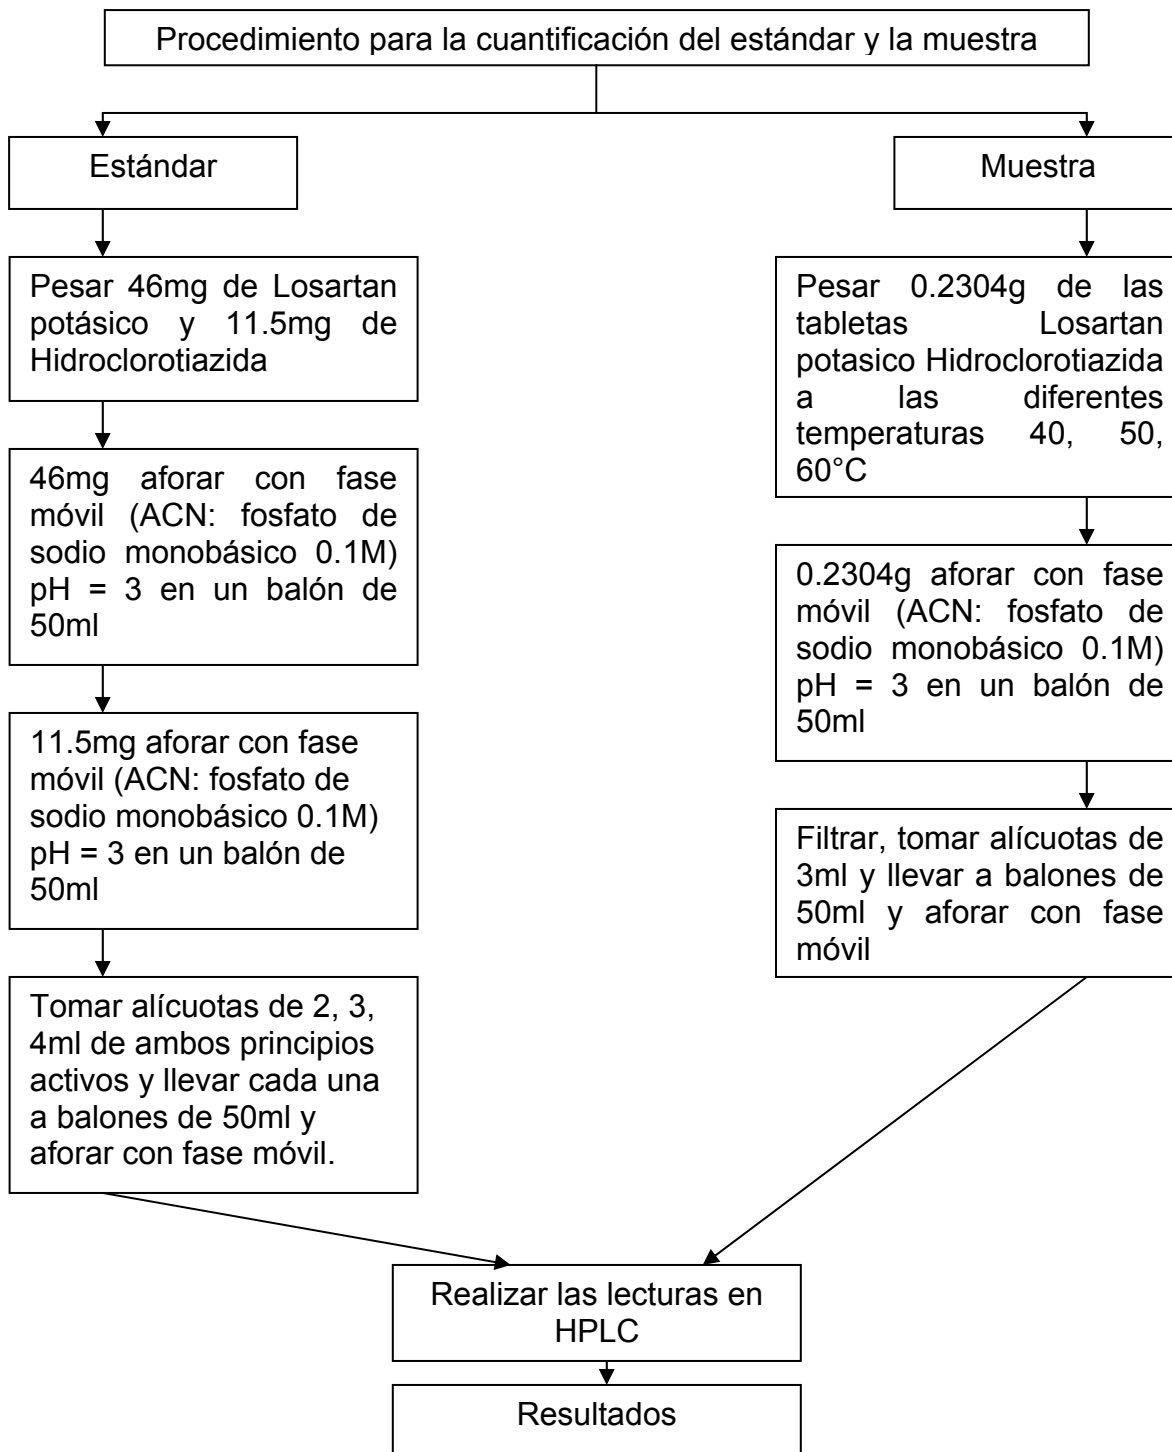 Procedimiento para la cuantificación del estándar y la muestra
Estándar
Muestra
Pesar 46mg de Losartan
potásico y 11.5mg de
Hidroclorotiazida
46mg aforar con fase
móvil (ACN: fosfato de
sodio monobásico 0.1M)
pH = 3 en un balón de
50ml
11.5mg aforar con fase
móvil (ACN: fosfato de
sodio monobásico 0.1M)
pH = 3 en un balón de
50ml
Tomar alícuotas de 2, 3,
4ml de ambos principios
activos y llevar cada una
a balones de 50ml y
aforar con fase móvil.
Pesar 0.2304g de las
tabletas Losartan
potasico Hidroclorotiazida
a las diferentes
temperaturas 40, 50,
60°C
0.2304g aforar con fase
móvil (ACN: fosfato de
sodio monobásico 0.1M)
pH = 3 en un balón de
50ml
Filtrar, tomar alícuotas de
3ml y llevar a balones de
50ml y aforar con fase
móvil
Realizar las lecturas en
HPLC
Resultados